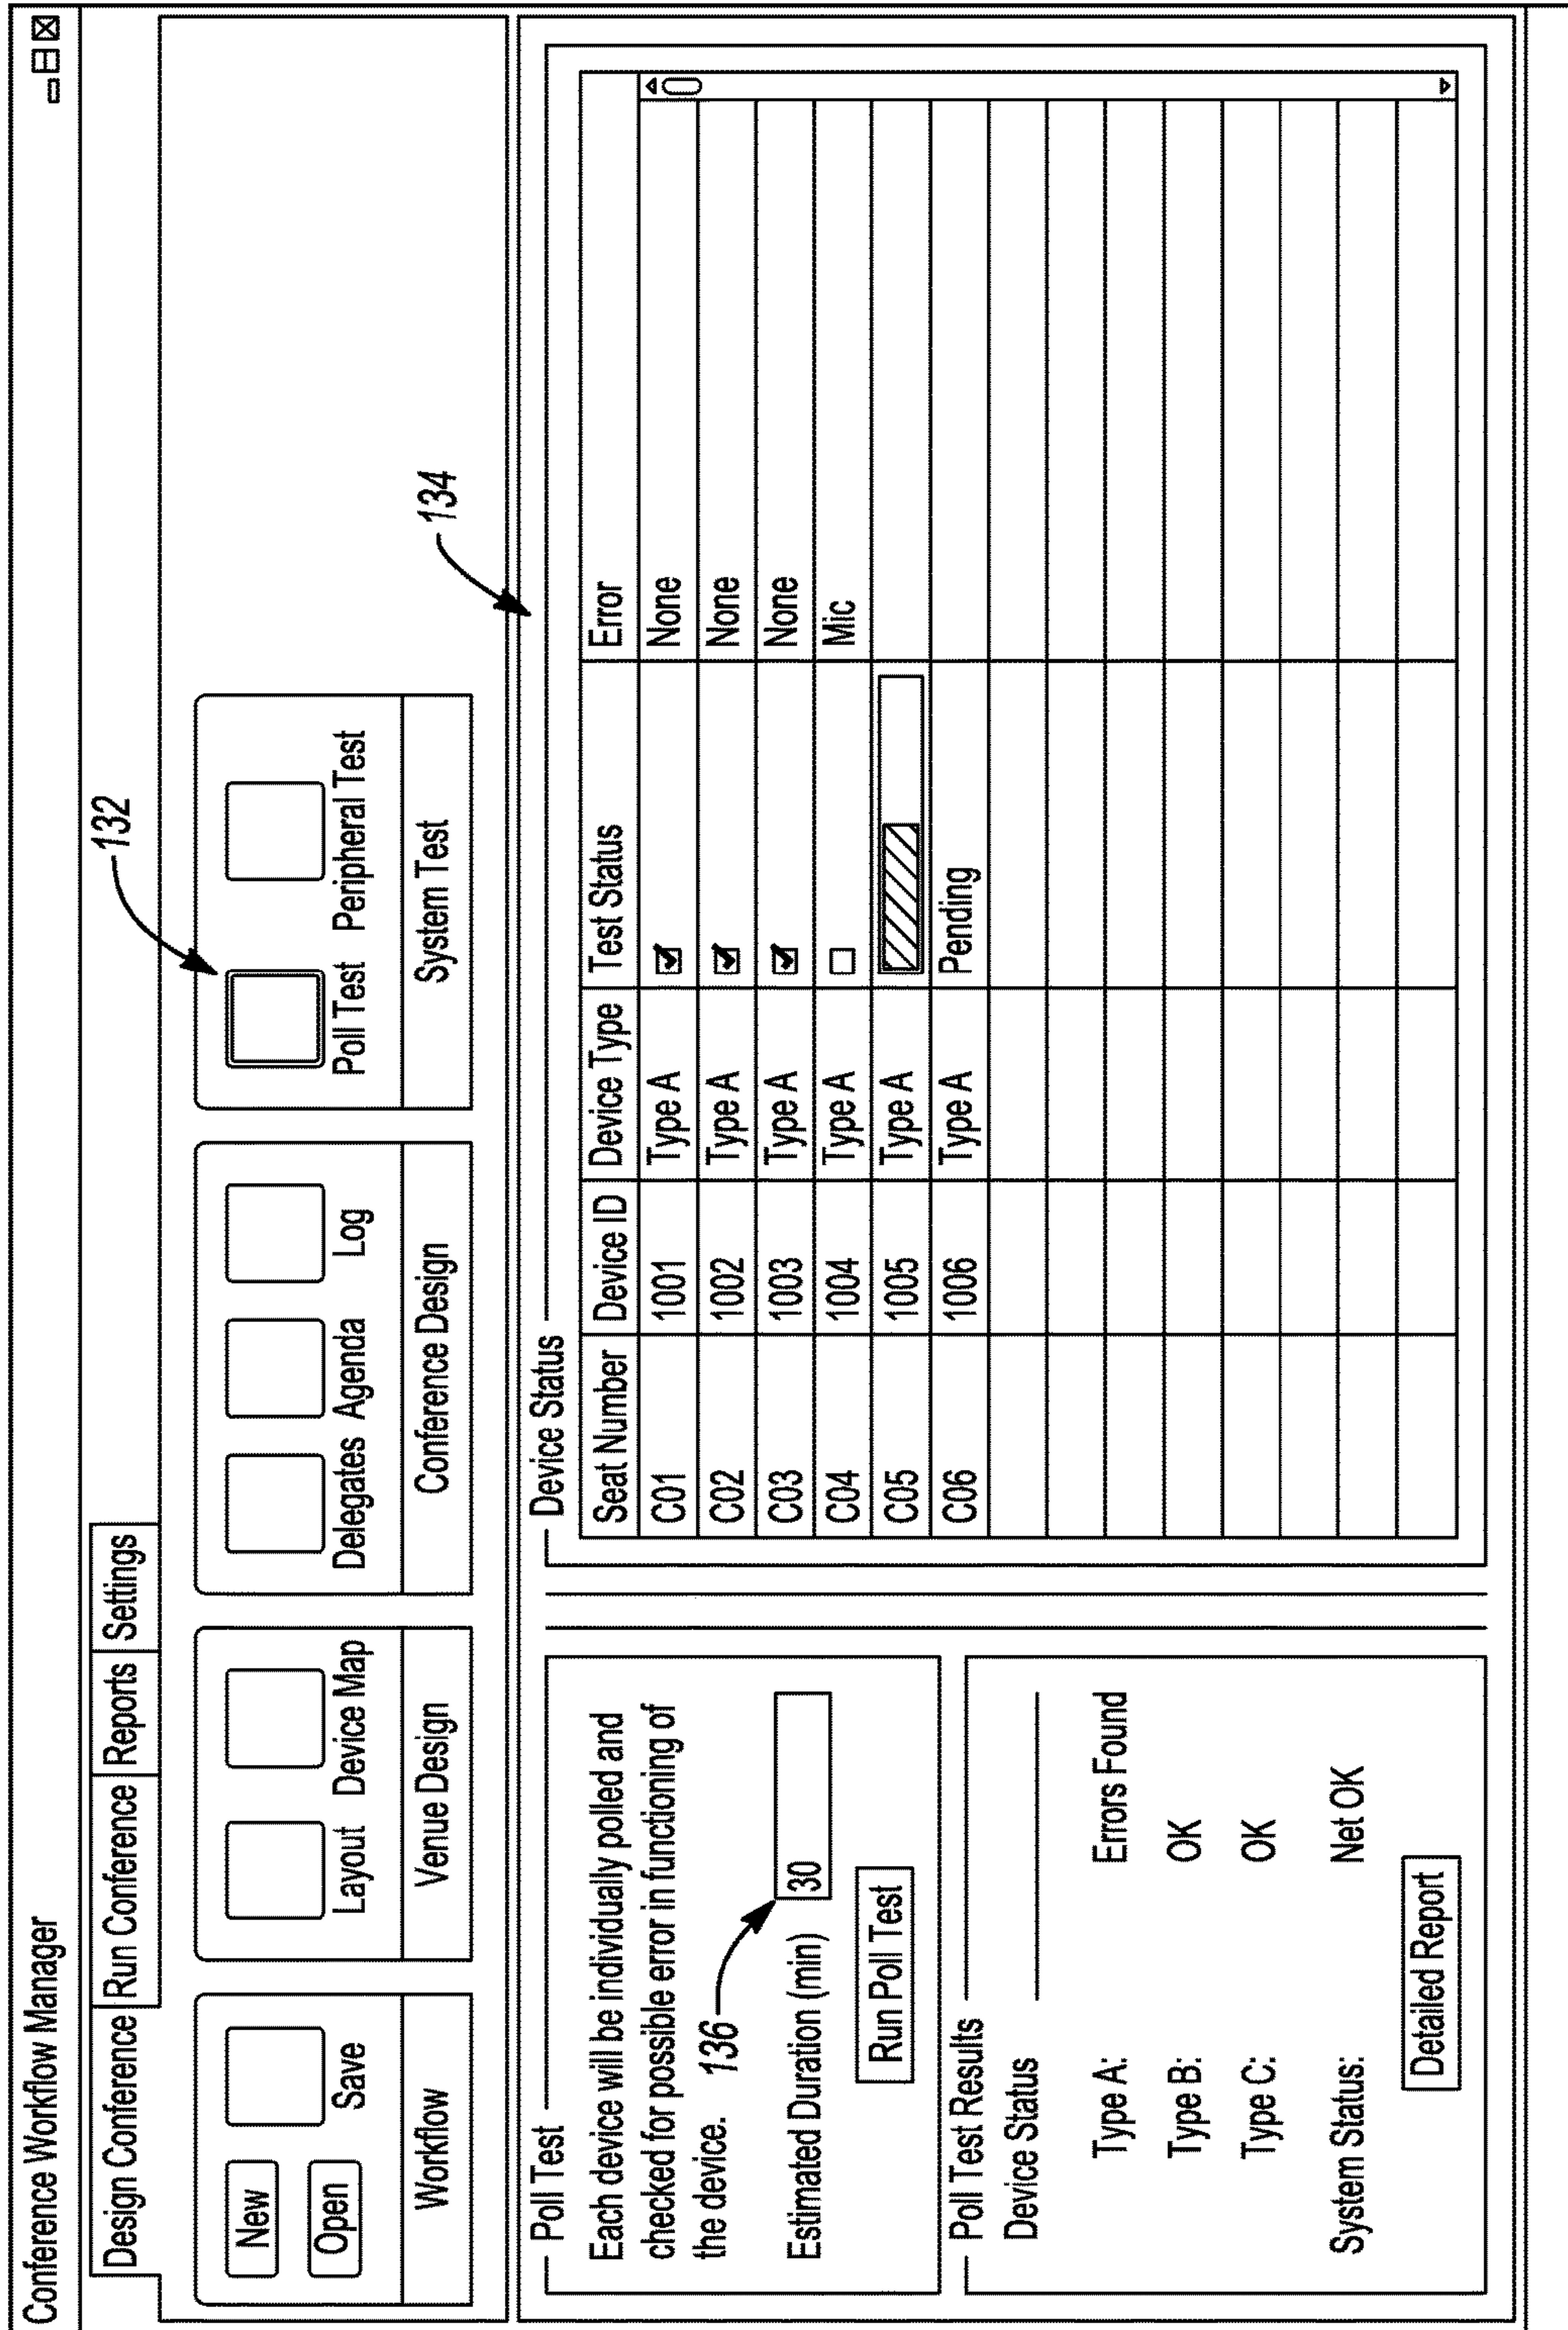 Conference Workflow Manager
Design Conference Run Conference Reports Settings
New
Open
Save
Workflow
Layout Device Map
Venue Design
Delegates Agenda Log
Conference Design
Poll Test Peripheral Test
System Test
132
134
Poll Test
Each device will be individually polled and
checked for possible error in functioning of
the device.
136
Estimated Duration (min) 30
Run Poll Test
Poll Test Results
Device Status
Type A: Errors Found
Type B: OK
Type C: OK
System Status: Net OK
Detailed Report
Device Status
Seat Number Device ID Device Type Test Status Error
C01 1001 Type A None
C02 1002 Type A None
C03 1003 Type A None
C04 1004 Type A Mic
C05 1005 Type A
C06 1006 Type A Pending